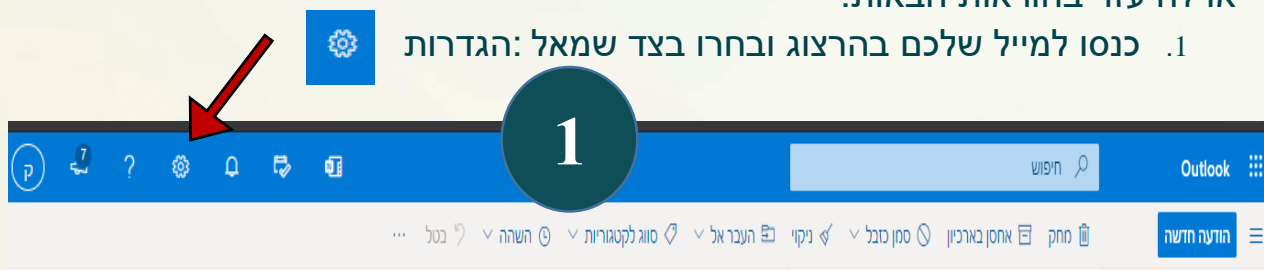 1. כנסו למייל שלכם בהרצוג ובחרו בצד שמאל :הגדרות
1
Outlook חיפוש ? 7 ק
הודעה חדשה מחק אחסן בארכיון סמן כזבל ניקוי העבר אל סווג לקטגוריות השהה בטל ...